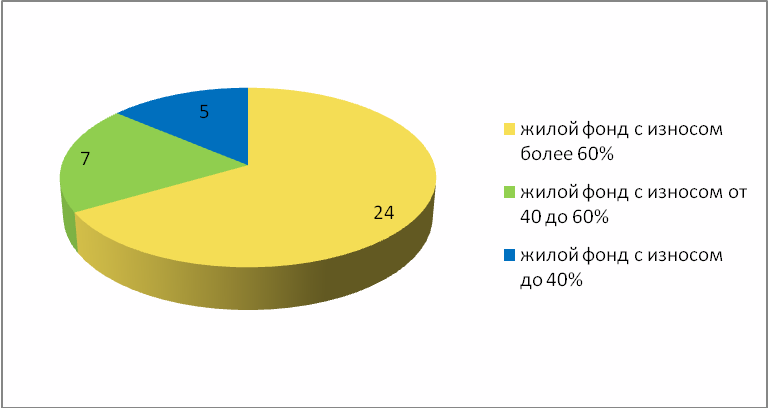 5
7
24
жилой фонд с износом
более 60%
жилой фонд с износом от
40 до 60%
жилой фонд с износом
до 40%